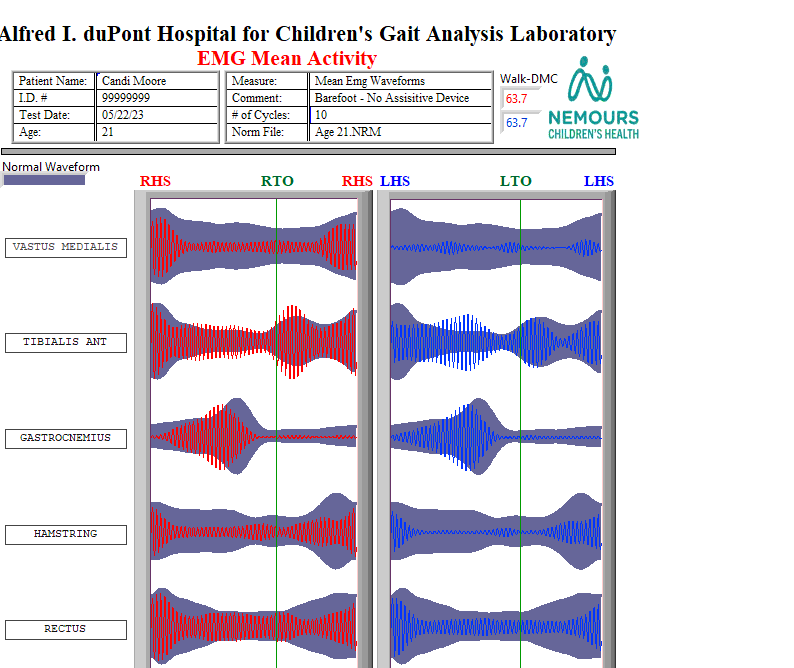 Alfred I. duPont Hospital for Children's Gait Analysis Laboratory
EMG Mean Activity
Patient Name: Candi Moore
I.D. # 99999999
Test Date: 05/22/23
Age: 21
Measure: Mean Emg Waveforms
Comment: Barefoot - No Assisitive Device
# of Cycles: 10
Norm File: Age 21.NRM
Walk-DMC
63.7
63.7
NEMOURS
CHILDREN'S HEALTH
Normal Waveform
RHS RTO RHS LHS LTO LHS
VASTUS MEDIALIS
TIBIALIS ANT
GASTROCNEMIUS
HAMSTRING
RECTUS